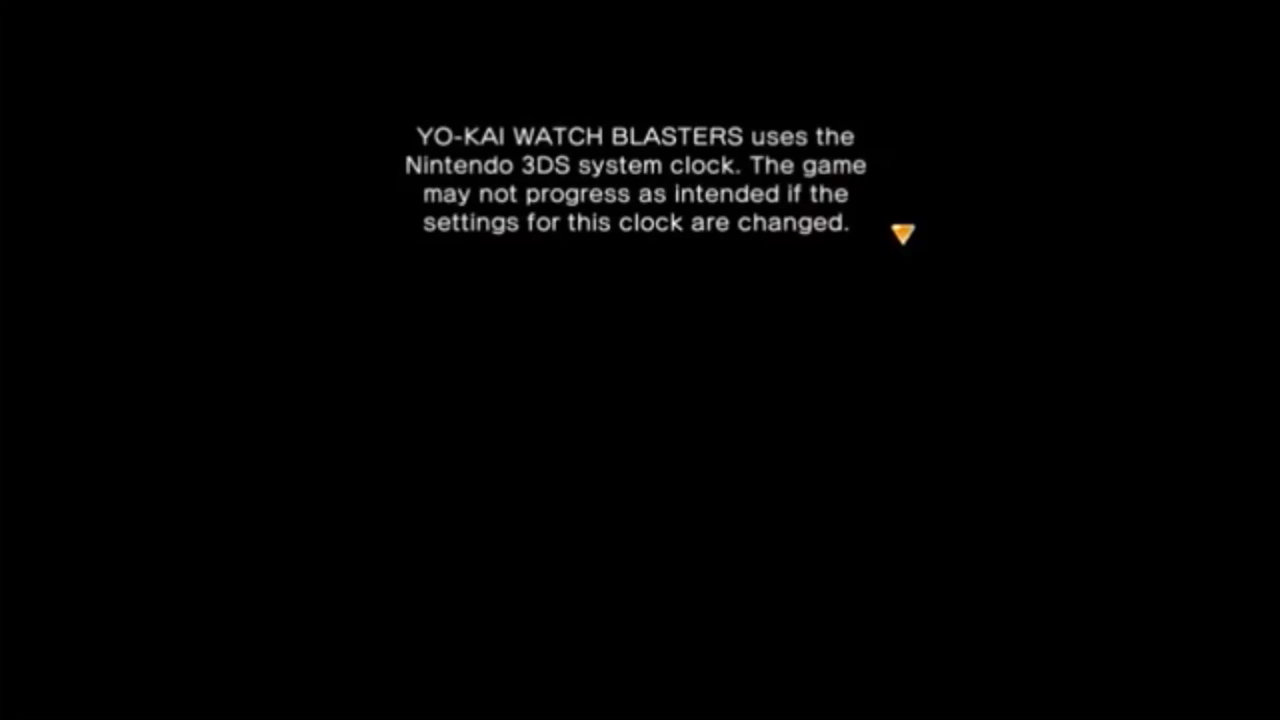 YO-KAI WATCH BLASTERS uses the
Nintendo 3DS system clock. The game
may not progress as intended if the
settings for this clock are changed.